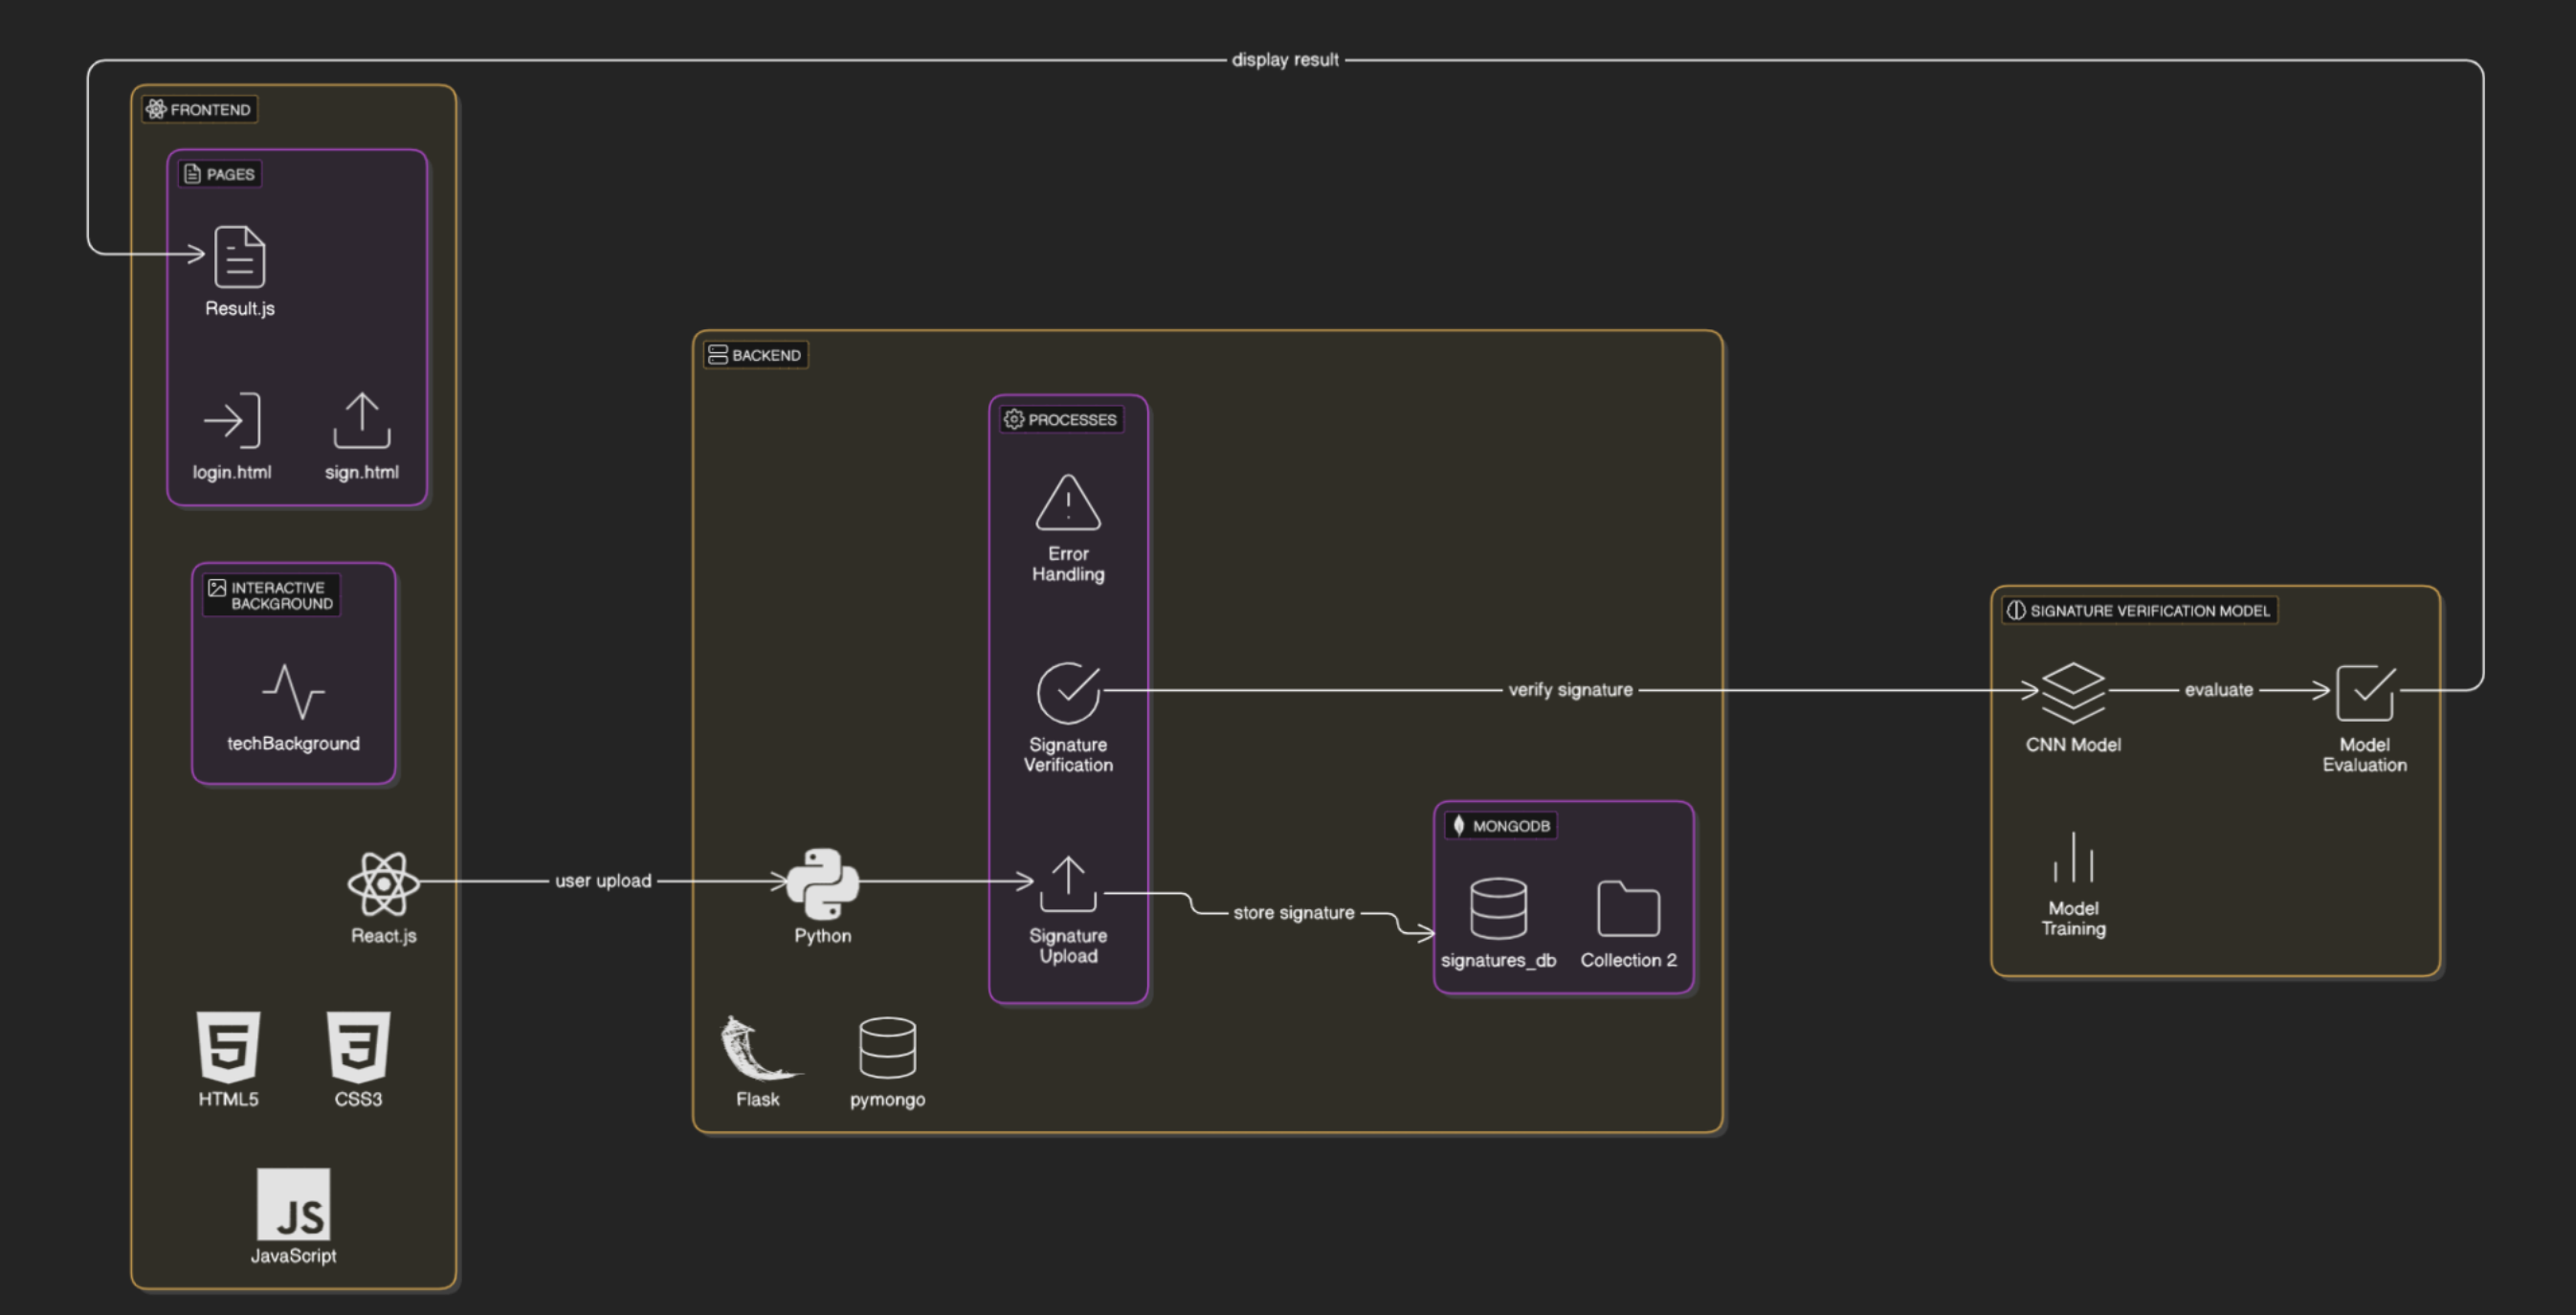 display result
FRONTEND
PAGES
Result.js
login.html
sign.html
INTERACTIVE
BACKGROUND
techBackground
React.js
HTML5
CSS3
JS
JavaScript
user upload
BACKEND
Python
Flask
pymongo
PROCESSES
Error
Handling
Signature
Verification
Signature
Upload
verify signature
store signature
MONGODB
signatures_db
Collection 2
SIGNATURE VERIFICATION MODEL
CNN Model
evaluate
Model
Evaluation
Model
Training